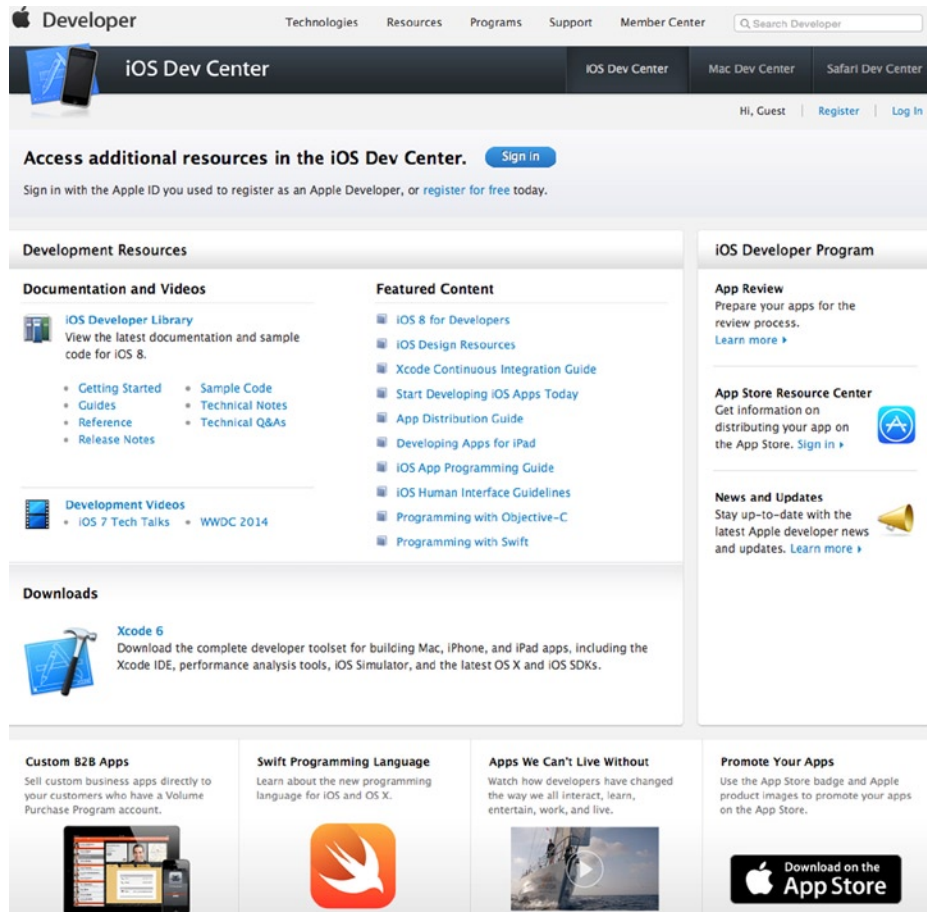 Developer
Technologies Resources Programs Support Member Center Search Developer
iOS Dev Center
iOS Dev Center Mac Dev Center Safari Dev Center
Hi, Guest | Register | Log In
Access additional resources in the iOS Dev Center. Sign in
Sign in with the Apple ID you used to register as an Apple Developer, or register for free today.
Development Resources
Documentation and Videos
iOS Developer Library
View the latest documentation and sample
code for iOS 8.
Getting Started
Guides
Reference
Release Notes
Sample Code
Technical Notes
Technical Q&As
Development Videos
iOS 7 Tech Talks WWDC 2014
Featured Content
iOS 8 for Developers
iOS Design Resources
Xcode Continuous Integration Guide
Start Developing iOS Apps Today
App Distribution Guide
Developing Apps for iPad
iOS App Programming Guide
iOS Human Interface Guidelines
Programming with Objective-C
Programming with Swift
Downloads
Xcode 6
Download the complete developer toolset for building Mac, iPhone, and iPad apps, including the
Xcode IDE, performance analysis tools, iOS Simulator, and the latest OS X and iOS SDKs.
iOS Developer Program
App Review
Prepare your apps for the
review process.
Learn more
App Store Resource Center
Get information on
distributing your app on
the App Store. Sign in
News and Updates
Stay up-to-date with the
latest Apple developer news
and updates. Learn more
Custom B2B Apps
Sell custom business apps directly to
your customers who have a Volume
Purchase Program account.
Swift Programming Language
Learn about the new programming
language for iOS and OS X.
Apps We Can't Live Without
Watch how developers have changed
the way we all interact, learn,
entertain, work, and live.
Promote Your Apps
Use the App Store badge and Apple
product images to promote your apps
on the App Store.
Download on the
App Store